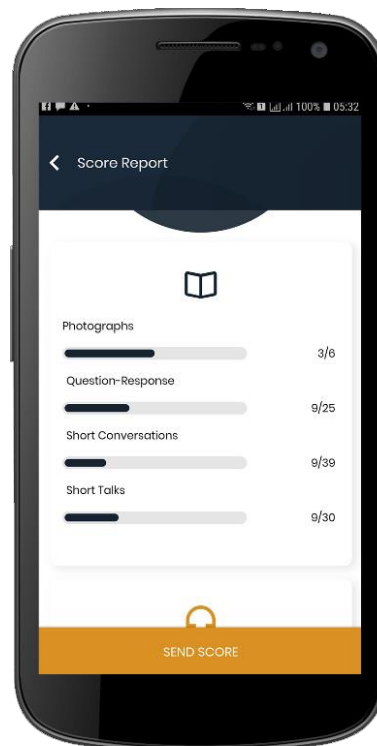 100% 05:32
Score Report
Photographs
3/6
Question-Response
9/25
Short Conversations
9/39
Short Talks
9/30
SEND SCORE